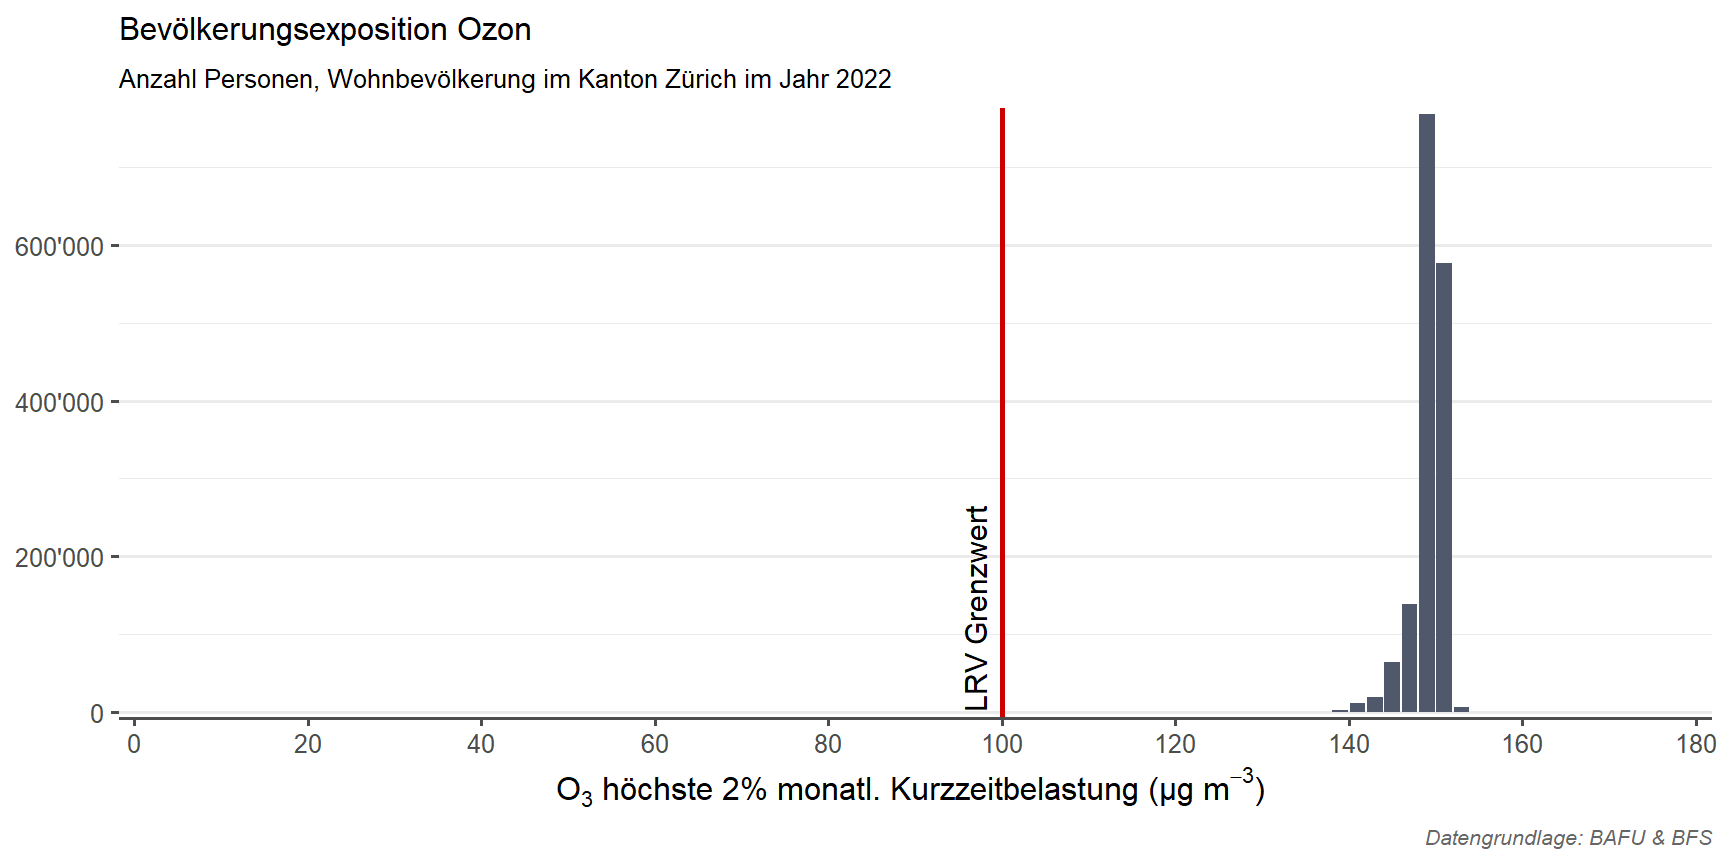 Bevölkerungsexposition Ozon
Anzahl Personen, Wohnbevölkerung im Kanton Zürich im Jahr 2022
600'000
400'000
200'000
0
LRV Grenzwert
0 20 40 60 80 100 120 140 160 180
O₃ höchste 2% monatl. Kurzzeitbelastung (µg m⁻³)
Datengrundlage: BAFU & BFS